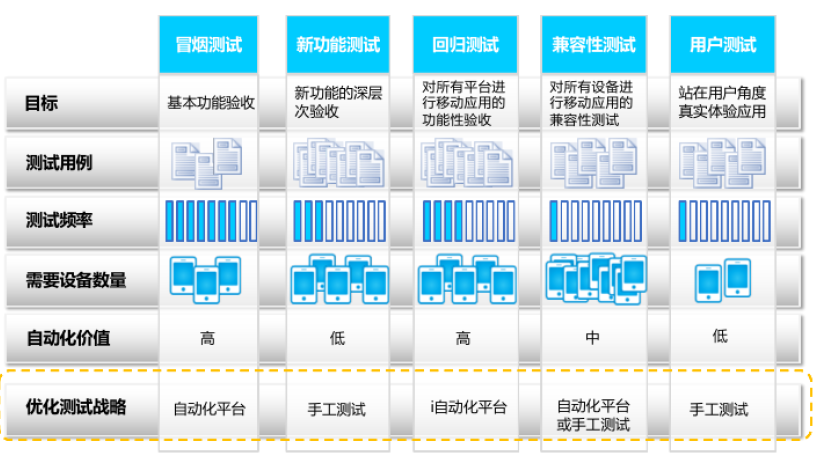 冒烟测试 新功能测试 回归测试 兼容性测试 用户测试
目标
基本功能验收
新功能的深层
次验收
对所有平台进
行移动应用的
功能性验收
对所有设备进
行移动应用的
兼容性测试
站在用户角度
真实体验应用
测试用例
测试频率
需要设备数量
自动化价值 高 低 高 中 低
优化测试战略
自动化平台
手工测试
i自动化平台
自动化平台
或手工测试
手工测试